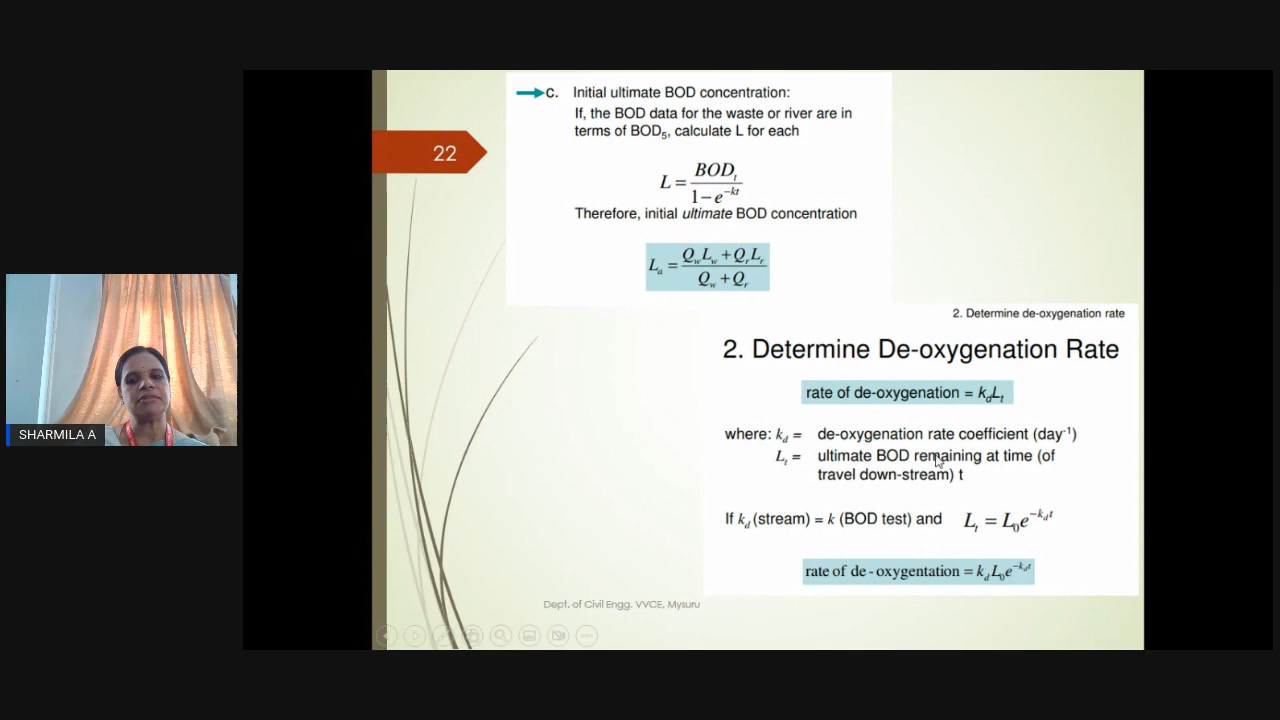 22
c. Initial ultimate BOD concentration:
If, the BOD data for the waste or river are in
terms of BOD₅, calculate L for each
L = BODₜ / (1 − e^(−kt))
Therefore, initial ultimate BOD concentration
Lₐ = (Q_w L_w + Q_r L_r) / (Q_w + Q_r)
2. Determine de-oxygenation rate
2. Determine De-oxygenation Rate
rate of de-oxygenation = k_d Lₜ
where: k_d = de-oxygenation rate coefficient (day⁻¹)
Lₜ = ultimate BOD remaining at time (of
travel down-stream) t
If k_d (stream) = k (BOD test) and Lₜ = L₀e^(−k_d t)
rate of de-oxygentation = k_d L₀e^(−k_d t)
Dept. of Civil Engg. VVCE, Mysuru
SHARMILA A